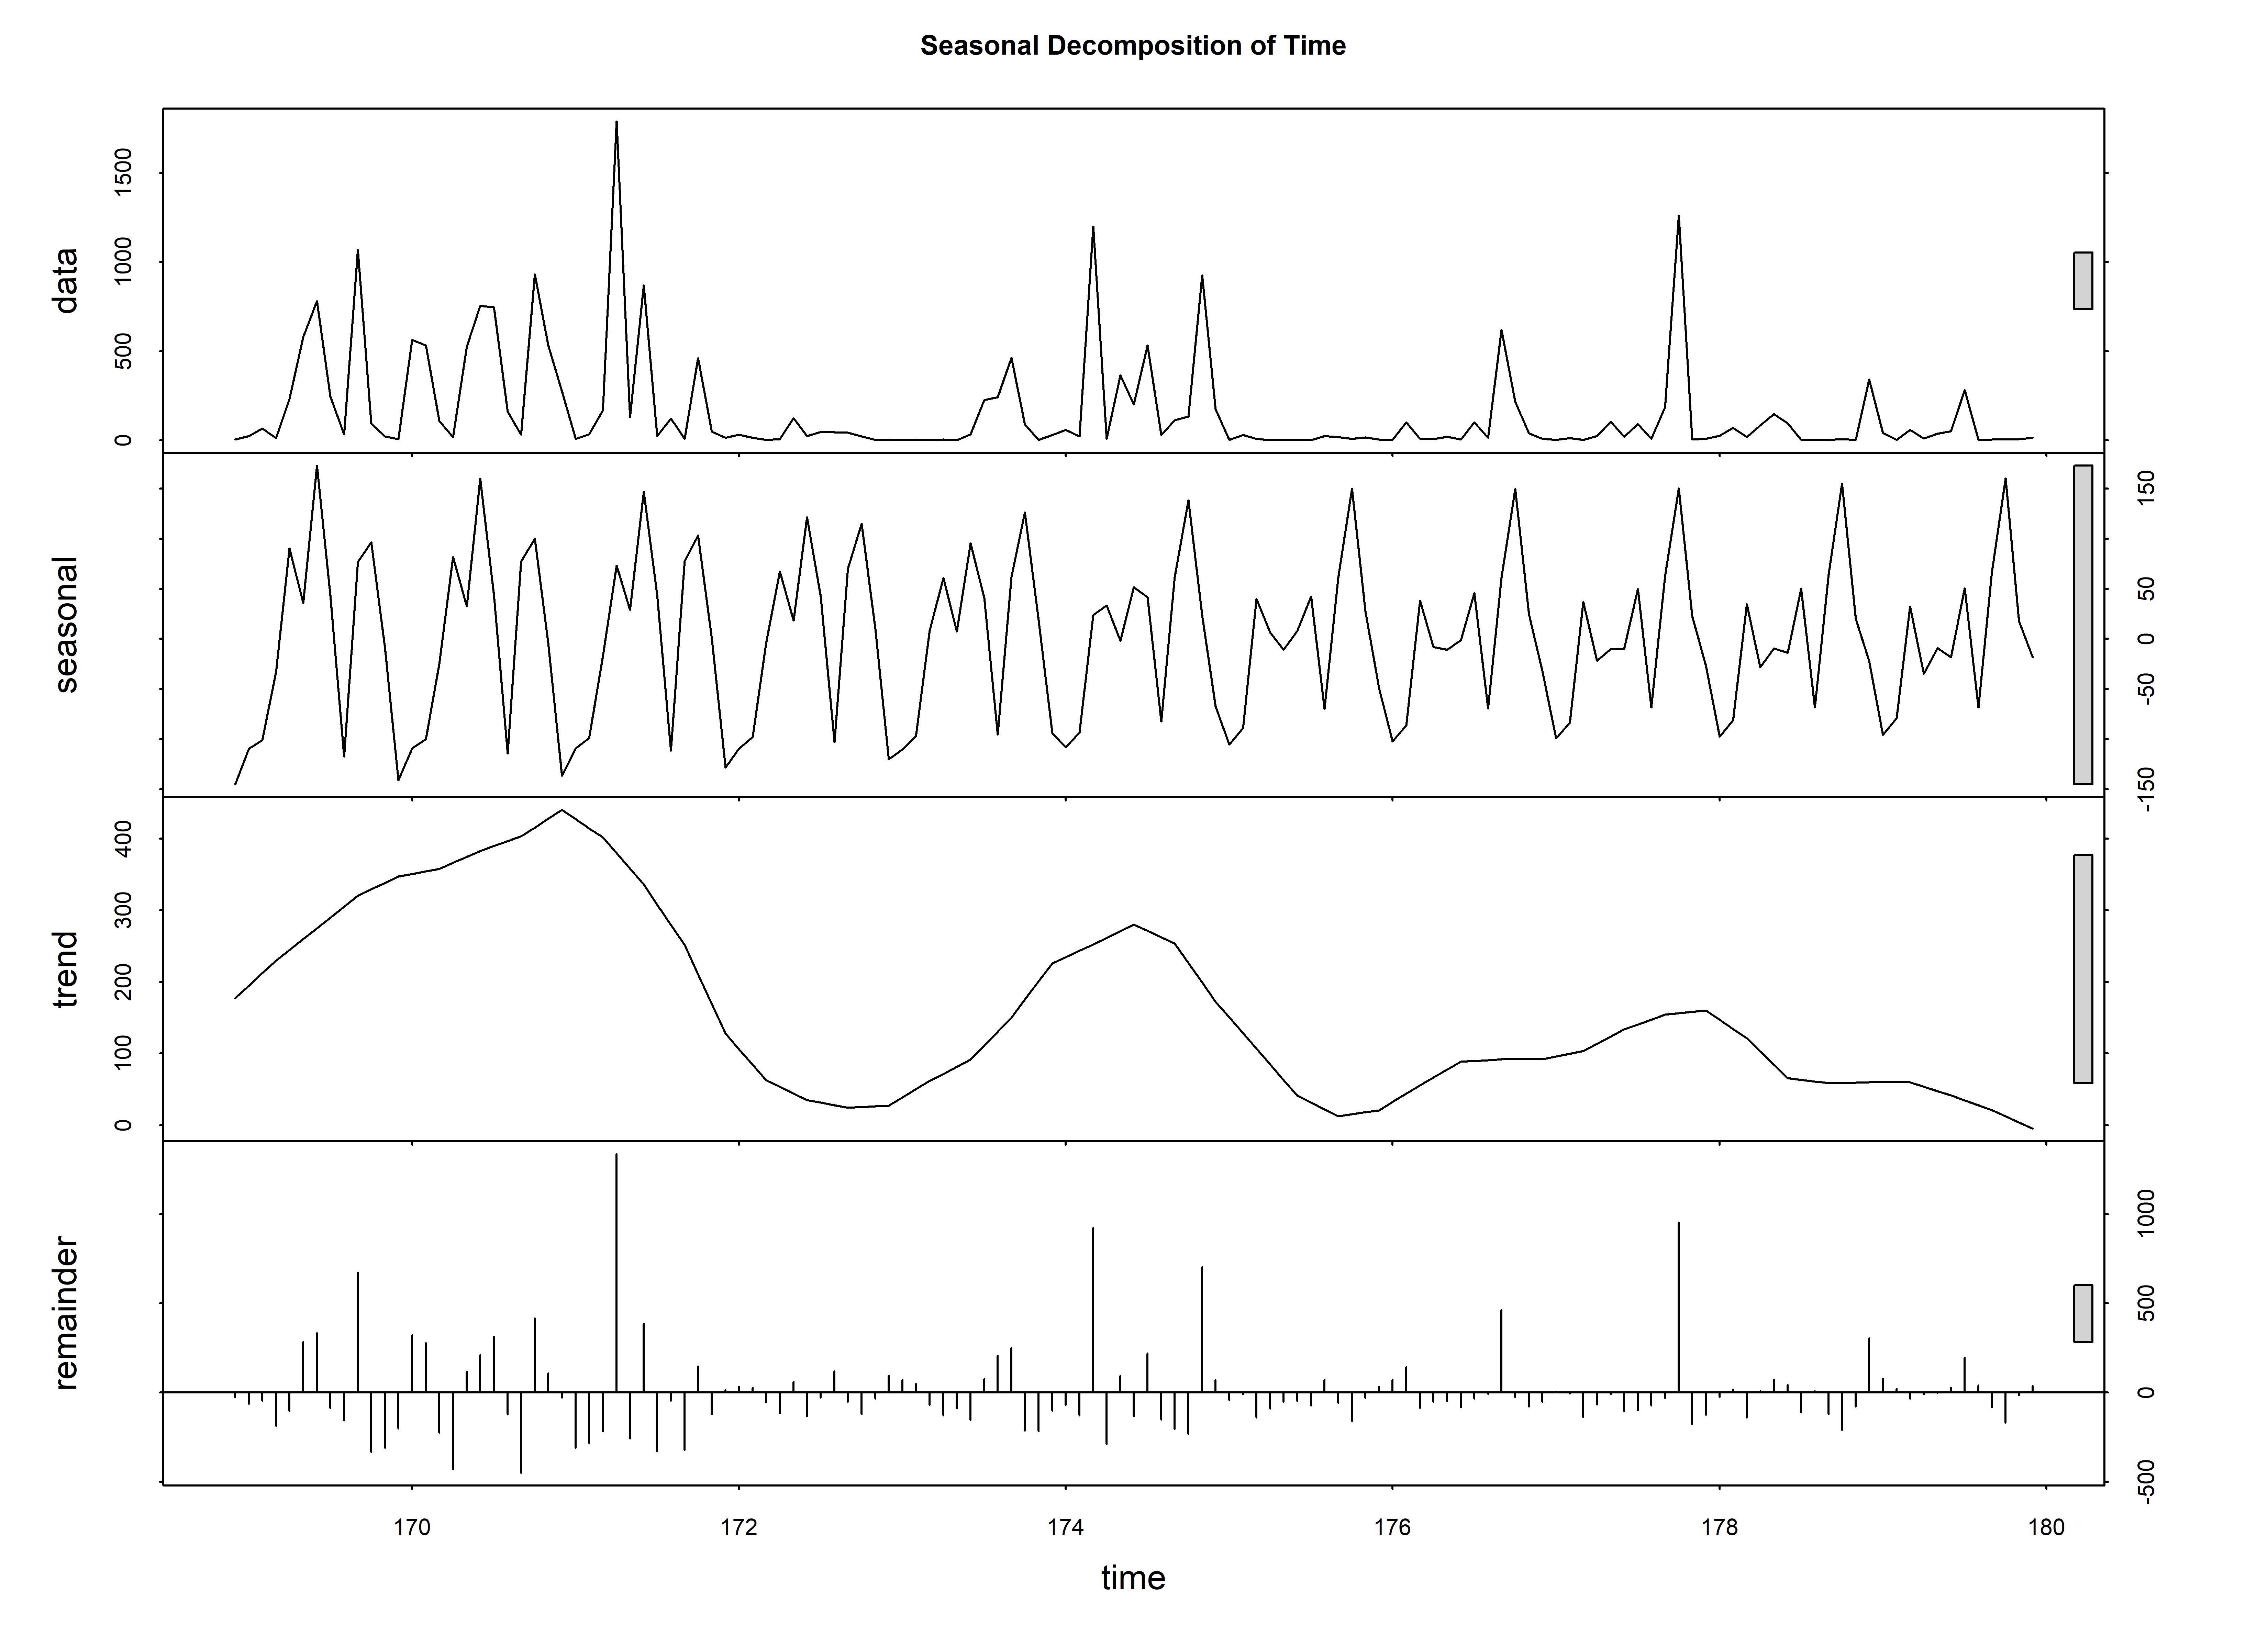 Seasonal Decomposition of Time
data
0 500 1000 1500
seasonal
-150 -50 0 50 150
trend
0 100 200 300 400
remainder
-500 0 500 1000
170 172 174 176 178 180
time